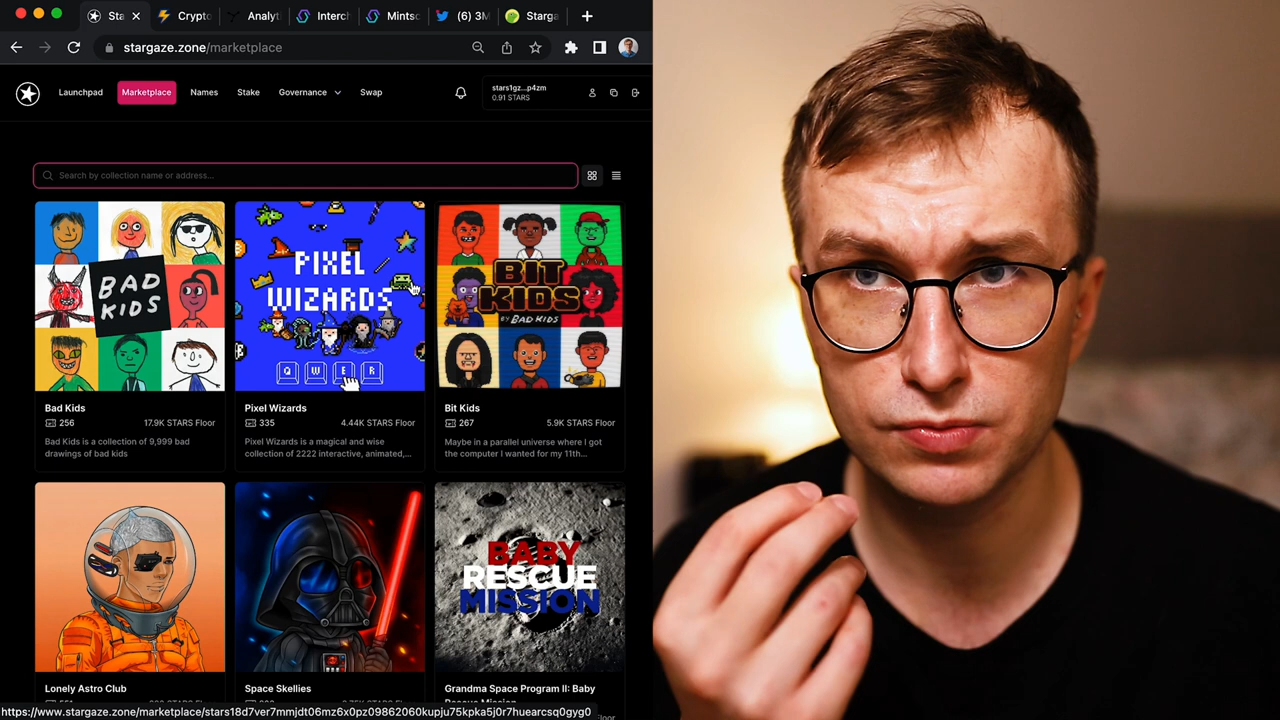 Sta
Crypto
Analyti
Interch
Mintsc
(6) 3M
Starga
stargaze.zone/marketplace
Launchpad
Marketplace
Names
Stake
Governance
Swap
stars1gz...p4zm
0.91 STARS
Search by collection name or address...
BAD
KIDS
PIXEL
WIZARDS
Q W E R
BIT
KIDS
BY BAD KIDS
Bad Kids
256
17.9K STARS Floor
Bad Kids is a collection of 9,999 bad
drawings of bad kids
Pixel Wizards
335
4.44K STARS Floor
Pixel Wizards is a magical and wise
collection of 2222 interactive, animated,...
Bit Kids
267
5.9K STARS Floor
Maybe in a parallel universe where I got
the computer I wanted for my 11th...
BABY
RESCUE
MISSION
Lonely Astro Club
Space Skellies
Grandma Space Program II: Baby
https://www.stargaze.zone/marketplace/stars18d7ver7mmjdt06mz6x0pz09862060kupju75kpka5j0r7huearcsq0gyg0